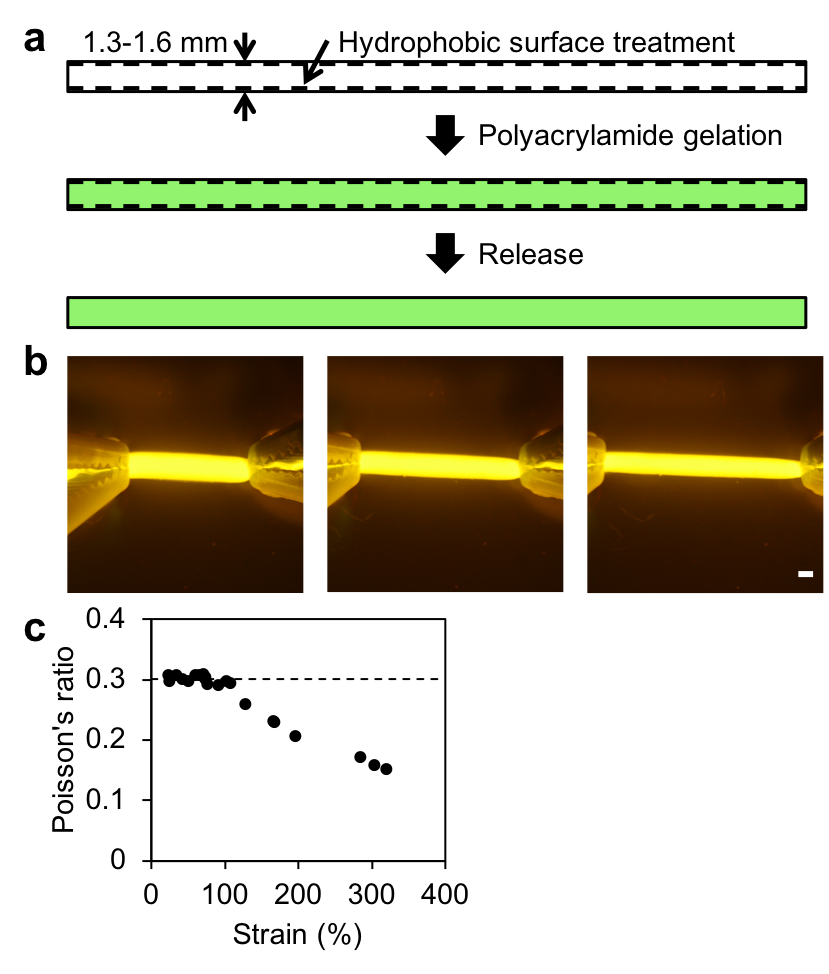 a
1.3-1.6 mm
Hydrophobic surface treatment
Polyacrylamide gelation
Release
b
c
Poisson's ratio
0.4
0.3
0.2
0.1
0
0 100 200 300 400
Strain (%)